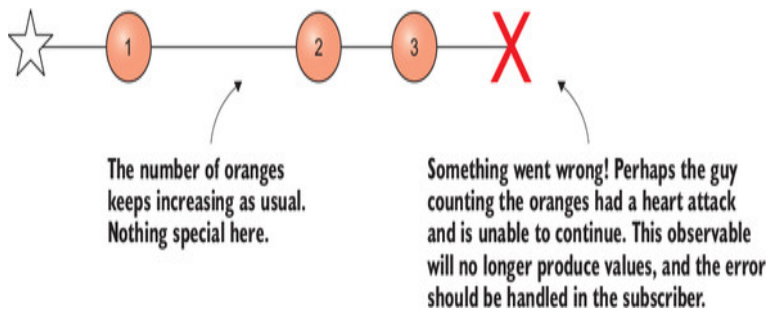 1
2
3
The number of oranges
keeps increasing as usual.
Nothing special here.
Something went wrong! Perhaps the guy
counting the oranges had a heart attack
and is unable to continue. This observable
will no longer produce values, and the error
should be handled in the subscriber.